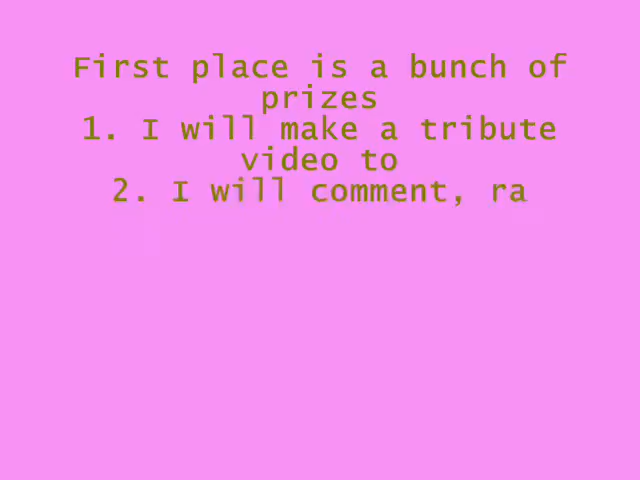 First place is a bunch of
prizes
1. I will make a tribute
video to
2. I will comment, ra